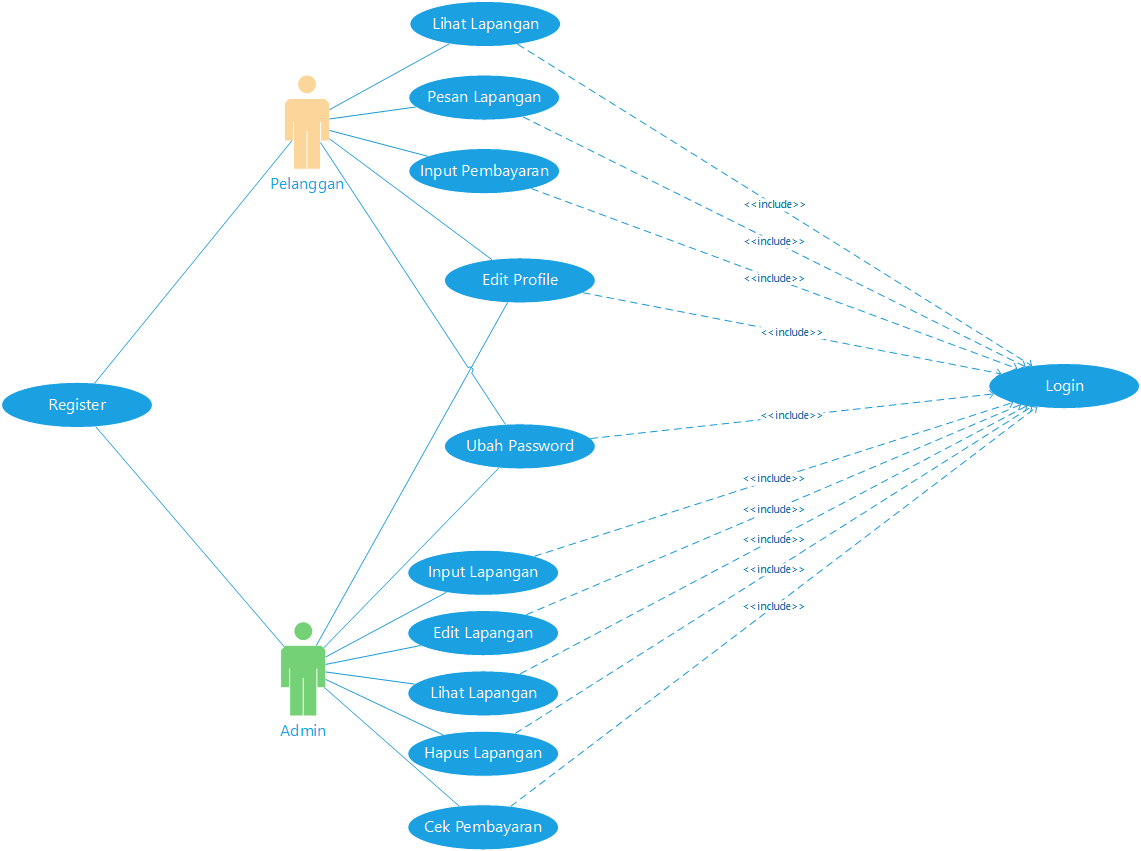 Lihat Lapangan
Pesan Lapangan
Input Pembayaran
Pelanggan
<<include>>
<<include>>
<<include>>
Edit Profile
<<include>>
Login
Register
<<include>>
Ubah Password
<<include>>
<<include>>
<<include>>
Input Lapangan
<<include>>
<<include>>
Edit Lapangan
Lihat Lapangan
Admin
Hapus Lapangan
Cek Pembayaran